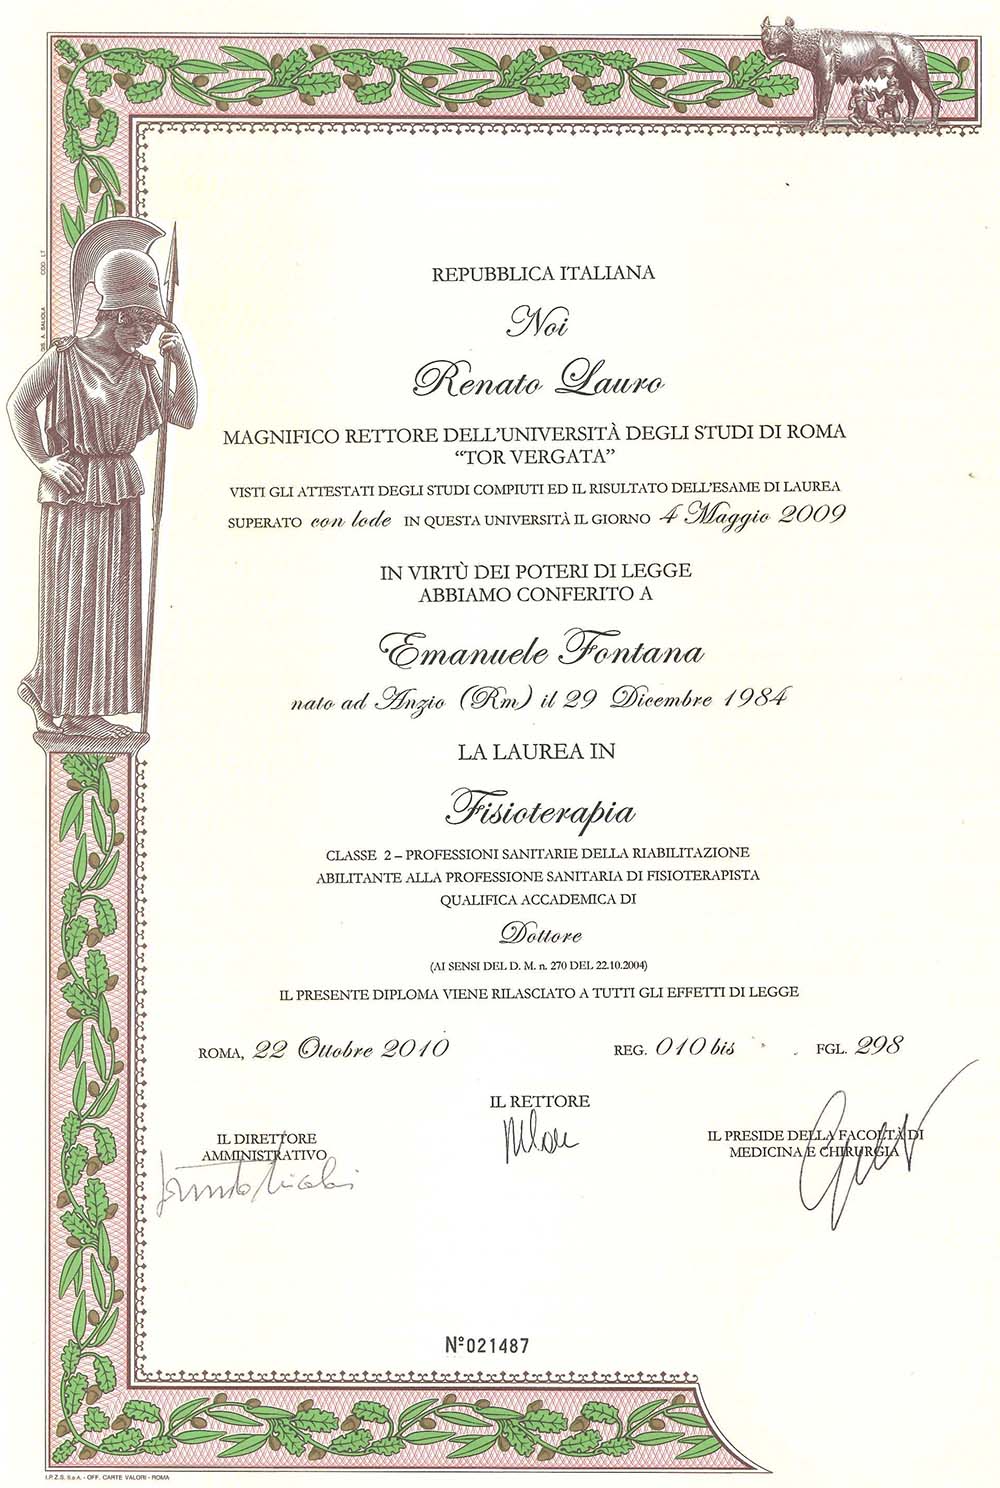 REPUBBLICA ITALIANA
Noi
Renato Lauro
MAGNIFICO RETTORE DELL'UNIVERSITÀ DEGLI STUDI DI ROMA
“TOR VERGATA”
VISTI GLI ATTESTATI DEGLI STUDI COMPIUTI ED IL RISULTATO DELL'ESAME DI LAUREA
SUPERATO con lode IN QUESTA UNIVERSITÀ IL GIORNO 4 Maggio 2009
IN VIRTÙ DEI POTERI DI LEGGE
ABBIAMO CONFERITO A
Emanuele Fontana
nato ad Anzio (Rm) il 29 Dicembre 1984
LA LAUREA IN
Fisioterapia
CLASSE 2 – PROFESSIONI SANITARIE DELLA RIABILITAZIONE
ABILITANTE ALLA PROFESSIONE SANITARIA DI FISIOTERAPISTA
QUALIFICA ACCADEMICA DI
Dottore
(AI SENSI DEL D. M. n. 270 DEL 22.10.2004)
IL PRESENTE DIPLOMA VIENE RILASCIATO A TUTTI GLI EFFETTI DI LEGGE
ROMA, 22 Ottobre 2010 REG. 010 bis FGL. 298
IL RETTORE
IL DIRETTORE
AMMINISTRATIVO
IL PRESIDE DELLA FACOLTÀ DI
MEDICINA E CHIRURGIA
Nº021487
I.P.Z.S. S.p.A. - OFF. CARTE VALORI - ROMA
COD. LT